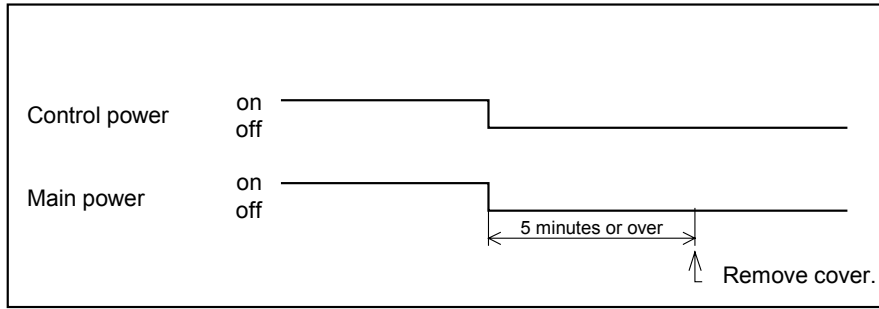 Control power
on
off
Main power
on
off
5 minutes or over
Remove cover.